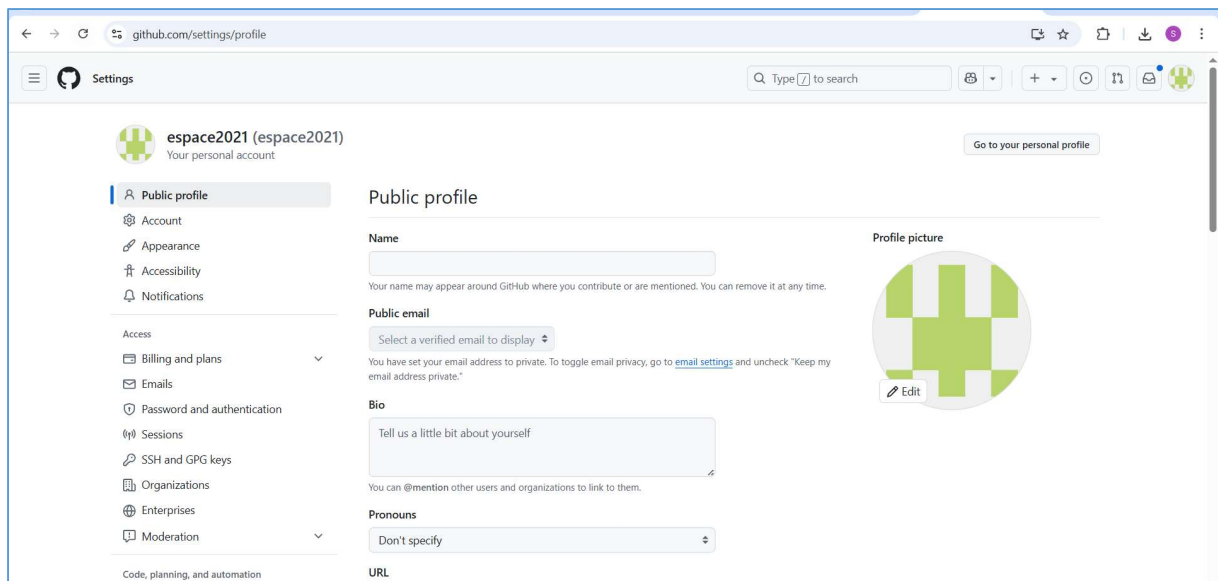 github.com/settings/profile
S
Settings
Type / to search
espace2021 (espace2021)
Your personal account
Go to your personal profile
Public profile
Account
Appearance
Accessibility
Notifications
Access
Billing and plans
Emails
Password and authentication
Sessions
SSH and GPG keys
Organizations
Enterprises
Moderation
Code, planning, and automation
Public profile
Name
Your name may appear around GitHub where you contribute or are mentioned. You can remove it at any time.
Public email
Select a verified email to display
You have set your email address to private. To toggle email privacy, go to email settings and uncheck "Keep my
email address private."
Bio
Tell us a little bit about yourself
You can @mention other users and organizations to link to them.
Pronouns
Don't specify
URL
Profile picture
Edit